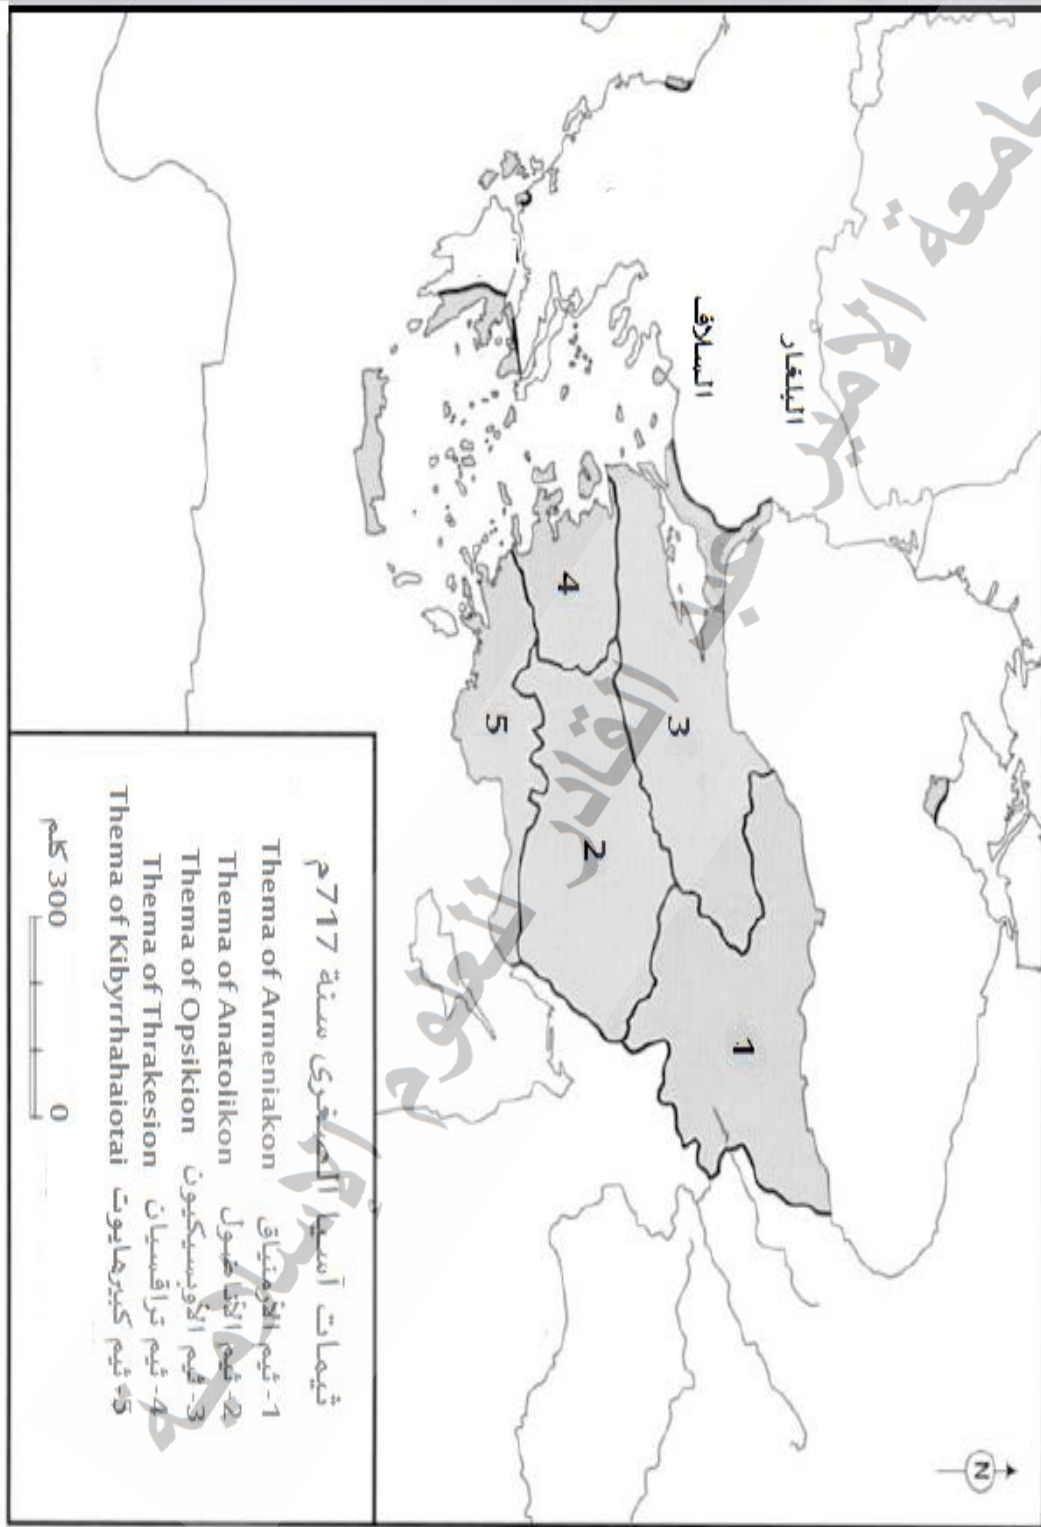 السلاف
البلغار
1
2
3
4
5
N
ثيمات آسيا الصغرى سنة 717م
1- ثيم الأرمنياق Thema of Armeniakon
2- ثيم الأناضول Thema of Anatolikon
3- ثيم الأوبسيكيون Thema of Opsikion
4- ثيم تراقسيان Thema of Thrakesion
5- ثيم كبيرهايوت Thema of Kibyrrhahaiotai
0 300 كلم
جامعة الأمير عبد القادر للعلوم الإسلامية